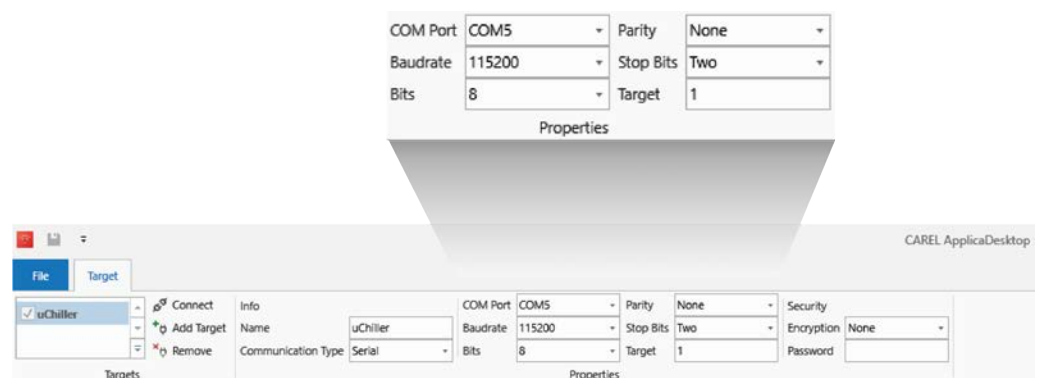 COM Port COM5 Parity None
Baudrate 115200 Stop Bits Two
Bits 8 Target 1
Properties
CAREL ApplicaDesktop
File Target
uChiller Connect Info COM Port COM5 Parity None Security
Add Target Name uChiller Baudrate 115200 Stop Bits Two Encryption None
Remove Communication Type Serial Bits 8 Target 1 Password
Targets Properties